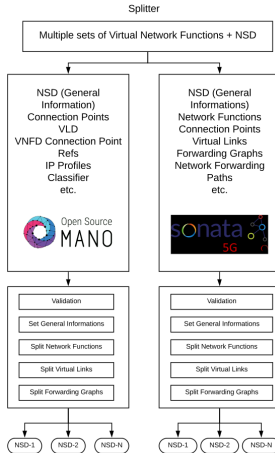 Splitter
Multiple sets of Virtual Network Functions + NSD
NSD (General
Information)
Connection Points
VLD
VNFD Connection Point
Refs
IP Profiles
Classifier
etc.
Open Source
MANO
Validation
Set General Informations
Split Network Functions
Split Virtual Links
Split Forwarding Graphs
NSD-1
NSD-2
NSD-N
NSD (General
Informations)
Network Functions
Connection Points
Virtual Links
Forwarding Graphs
Network Forwarding
Paths
etc.
sonata
5G
Validation
Set General Informations
Split Network Functions
Split Virtual Links
Split Forwarding Graphs
NSD-1
NSD-2
NSD-N